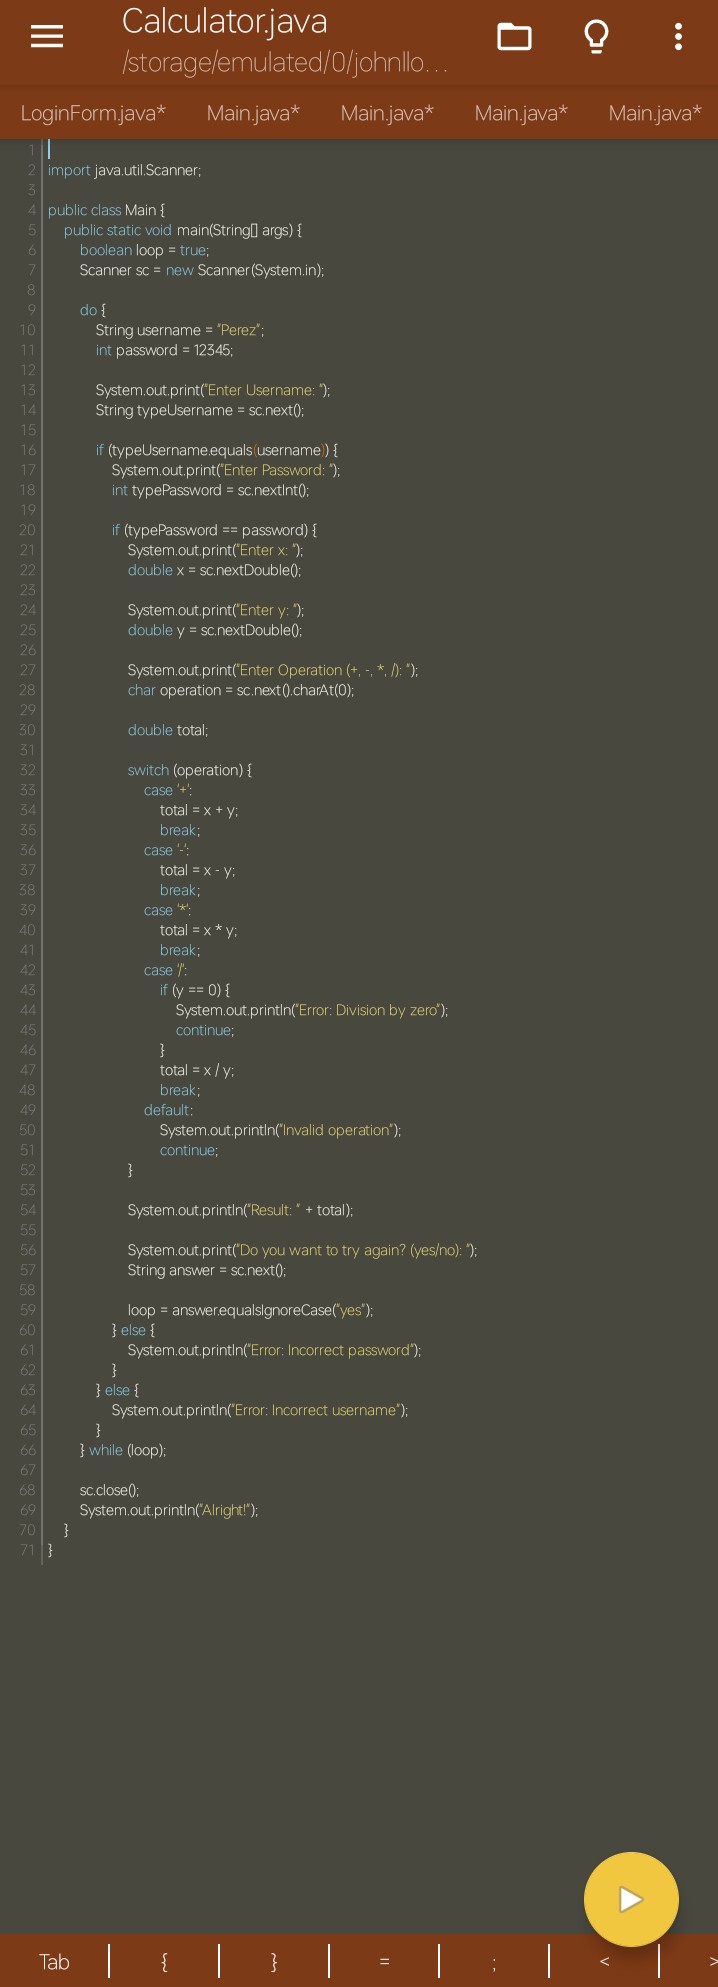 Calculator.java
/storage/emulated/0/johnllo...
LoginForm.java* Main.java* Main.java* Main.java* Main.java*
1
2 import java.util.Scanner;
3
4 public class Main {
5 public static void main(String[] args) {
6 boolean loop = true;
7 Scanner sc = new Scanner(System.in);
8
9 do {
10 String username = "Perez";
11 int password = 12345;
12
13 System.out.print("Enter Username: ");
14 String typeUsername = sc.next();
15
16 if (typeUsername.equals(username)) {
17 System.out.print("Enter Password: ");
18 int typePassword = sc.nextInt();
19
20 if (typePassword == password) {
21 System.out.print("Enter x: ");
22 double x = sc.nextDouble();
23
24 System.out.print("Enter y: ");
25 double y = sc.nextDouble();
26
27 System.out.print("Enter Operation (+, -, *, /): ");
28 char operation = sc.next().charAt(0);
29
30 double total;
31
32 switch (operation) {
33 case '+':
34 total = x + y;
35 break;
36 case '-':
37 total = x - y;
38 break;
39 case '*':
40 total = x * y;
41 break;
42 case '/':
43 if (y == 0) {
44 System.out.println("Error: Division by zero");
45 continue;
46 }
47 total = x / y;
48 break;
49 default:
50 System.out.println("Invalid operation");
51 continue;
52 }
53
54 System.out.println("Result: " + total);
55
56 System.out.print("Do you want to try again? (yes/no): ");
57 String answer = sc.next();
58
59 loop = answer.equalsIgnoreCase("yes");
60 } else {
61 System.out.println("Error: Incorrect password");
62 }
63 } else {
64 System.out.println("Error: Incorrect username");
65 }
66 } while (loop);
67
68 sc.close();
69 System.out.println("Alright!");
70 }
71 }
Tab { } = ; < >